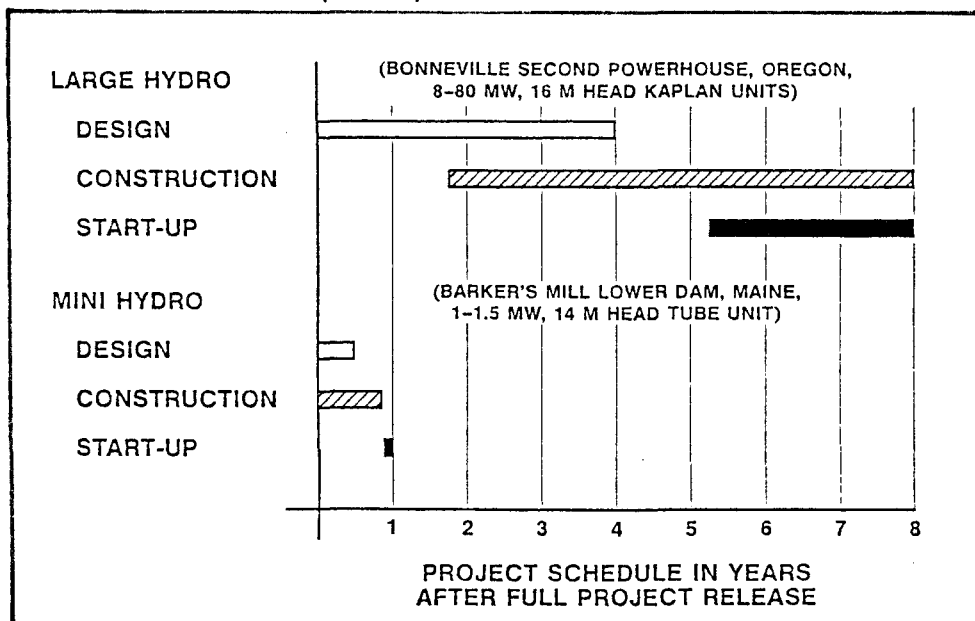 LARGE HYDRO
(BONNEVILLE SECOND POWERHOUSE, OREGON,
8-80 MW, 16 M HEAD KAPLAN UNITS)
DESIGN
CONSTRUCTION
START-UP
MINI HYDRO
(BARKER'S MILL LOWER DAM, MAINE,
1-1.5 MW, 14 M HEAD TUBE UNIT)
DESIGN
CONSTRUCTION
START-UP
1 2 3 4 5 6 7 8
PROJECT SCHEDULE IN YEARS
AFTER FULL PROJECT RELEASE